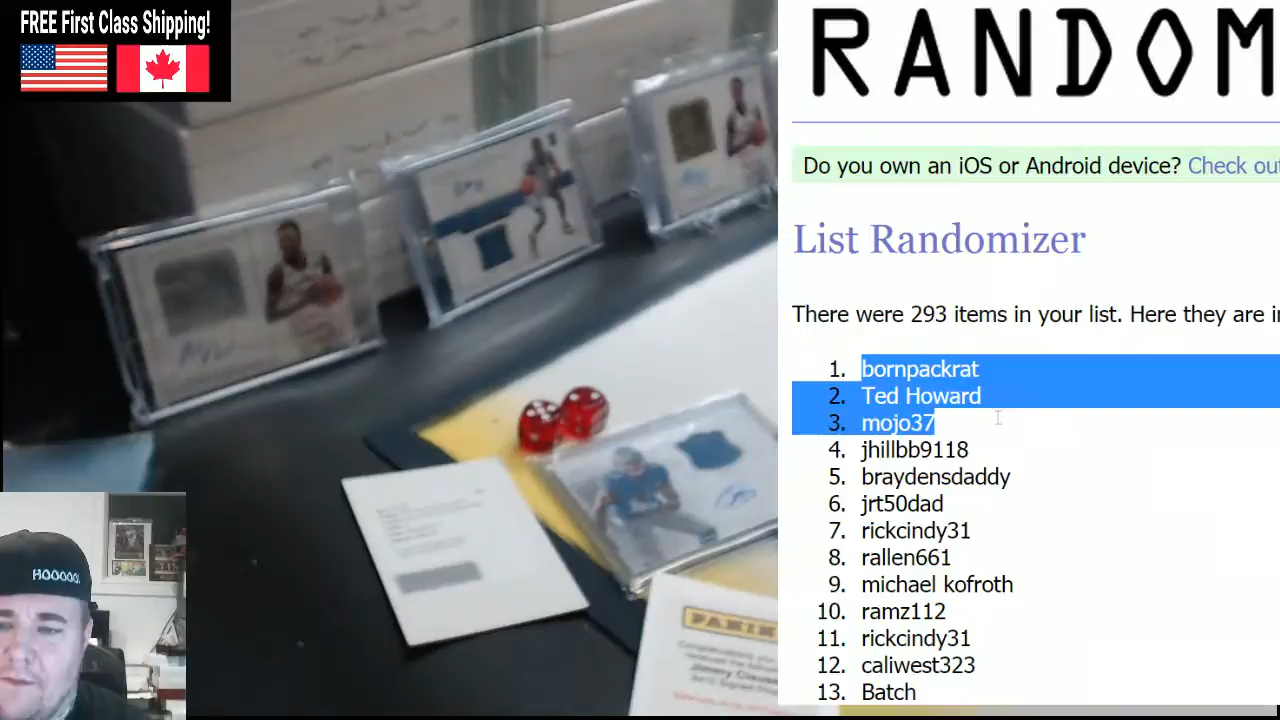 FREE First Class Shipping!
RANDOM
Do you own an iOS or Android device? Check out
List Randomizer
There were 293 items in your list. Here they are in
1. bornpackrat
2. Ted Howard
3. mojo37
4. jhillbb9118
5. braydensdaddy
6. jrt50dad
7. rickcindy31
8. rallen661
9. michael kofroth
10. ramz112
11. rickcindy31
12. caliwest323
13. Batch
HOOOOOL
PANINI